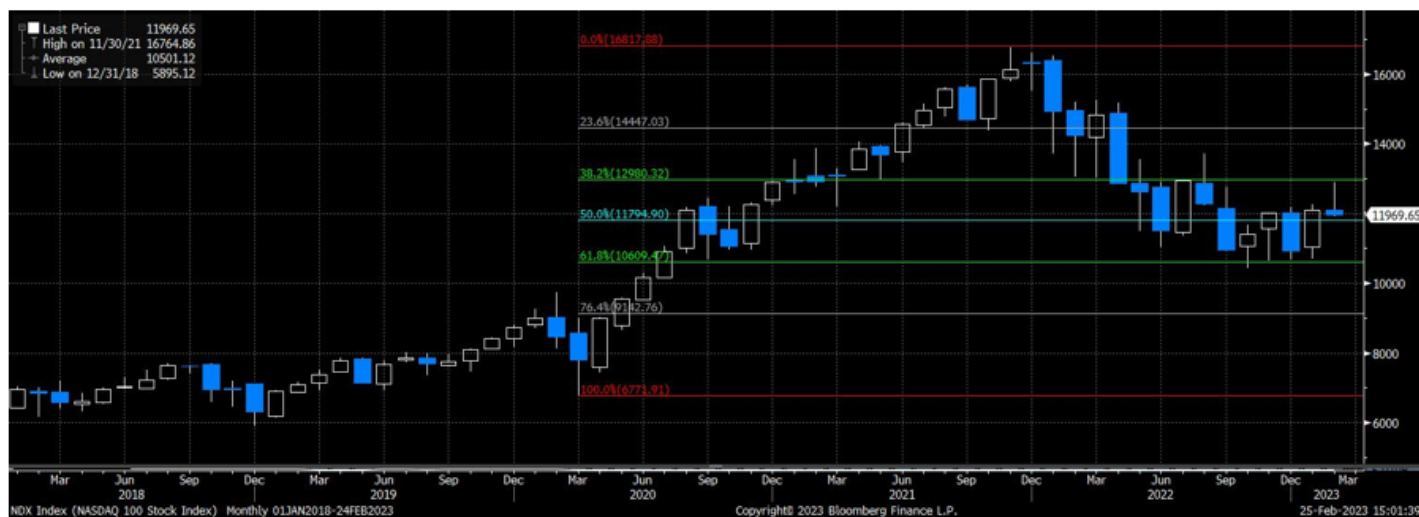 Last Price 11969.65
High on 11/30/21 16764.86
Average 10501.12
Low on 12/31/18 5895.12
0.0%(16817.88)
16000
23.6%(14447.03)
14000
38.2%(12980.32)
50.0%(11794.90)
11969.65
61.8%(10609.47)
10000
76.4%(9142.76)
8000
100.0%(6771.91)
6000
Mar Jun Sep Dec Mar Jun Sep Dec Mar Jun Sep Dec Mar Jun Sep Dec Mar Jun Sep Dec Mar
2018 2019 2020 2021 2022 2023
NDX Index (NASDAQ 100 Stock Index) Monthly 01JAN2018-24FEB2023 Copyright© 2023 Bloomberg Finance L.P. 25-Feb-2023 15:01:39